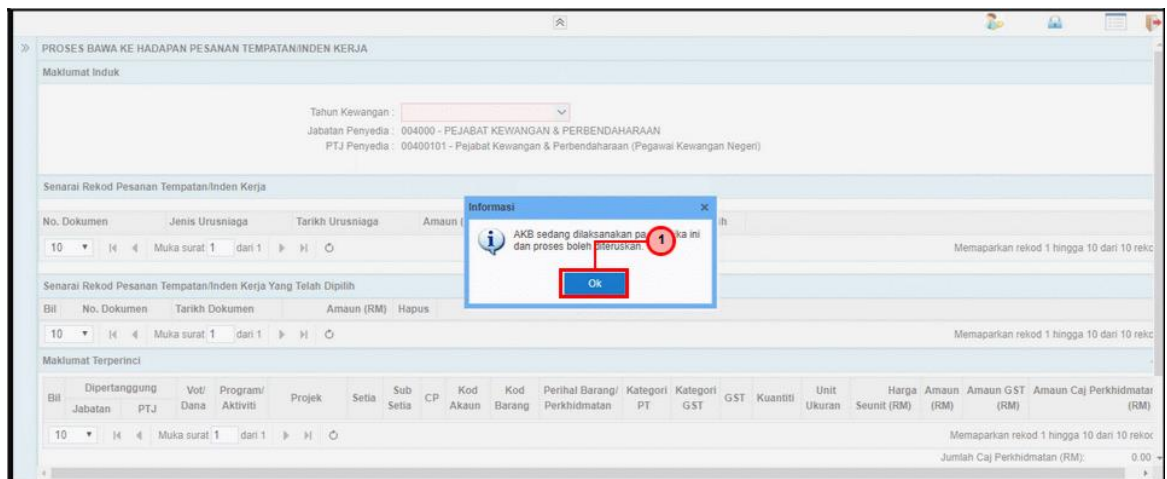 PROSES BAWA KE HADAPAN PESANAN TEMPATAN/INDEN KERJA
Maklumat Induk
Tahun Kewangan :
Jabatan Penyedia : 004000 - PEJABAT KEWANGAN & PERBENDAHARAAN
PTJ Penyedia : 00400101 - Pejabat Kewangan & Perbendaharaan (Pegawai Kewangan Negeri)
Senarai Rekod Pesanan Tempatan/Inden Kerja
No. Dokumen Jenis Urusniaga Tarikh Urusniaga Amaun
10 Muka surat 1 dari 1 Memaparkan rekod 1 hingga 10 dari 10
Informasi
AKB sedang dilaksanakan ini
dan proses boleh diteruskan.
1
Ok
Senarai Rekod Pesanan Tempatan/Inden Kerja Yang Telah Dipilih
Bil No. Dokumen Tarikh Dokumen Amaun (RM) Hapus
10 Muka surat 1 dari 1 Memaparkan rekod 1 hingga 10 dari 10
Maklumat Terperinci
Bil Dipertanggung Jabatan PTJ Vot/ Dana Program/ Aktiviti Projek Setia Sub Setia CP Kod Akaun Kod Barang Perihal Barang/ Perkhidmatan Kategori PT Kategori GST GST Kuantiti Unit Ukuran Harga Seunit (RM) Amaun (RM) Amaun GST (RM) Amaun Caj Perkhidmatan (RM)
10 Muka surat 1 dari 1 Memaparkan rekod 1 hingga 10 dari 10
Jumlah Caj Perkhidmatan (RM): 0.00